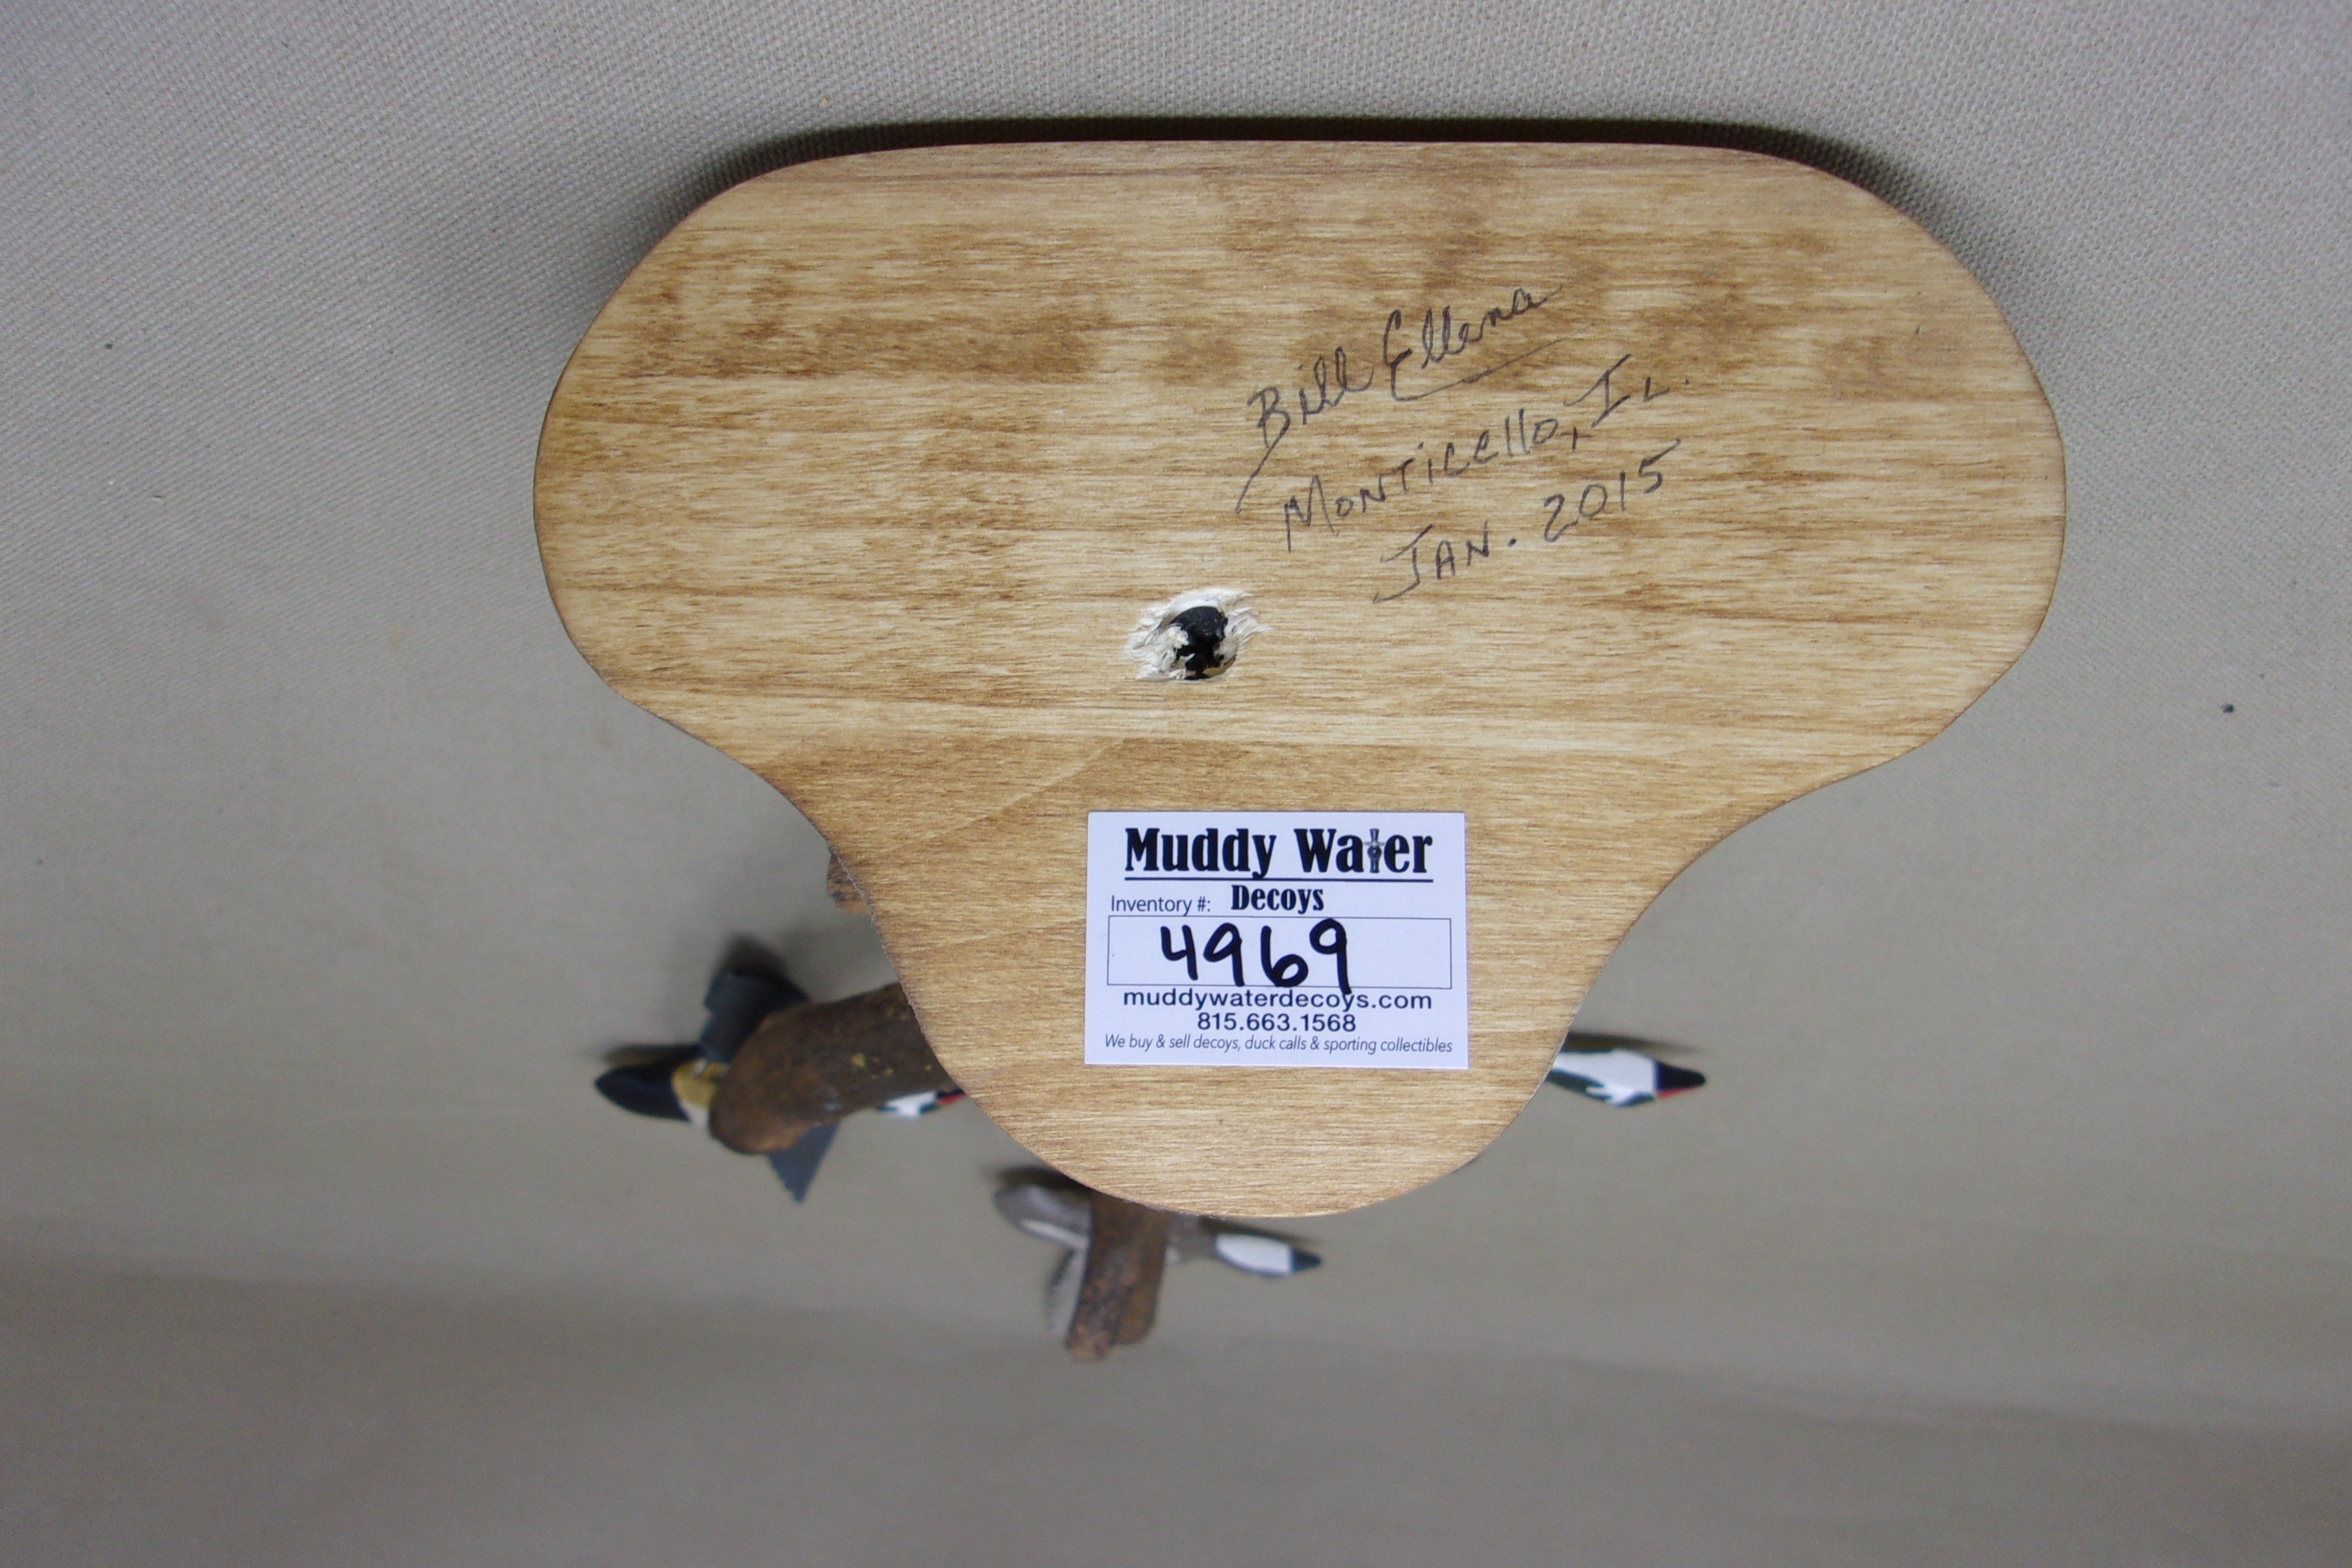 Bill Ellena
Monticello, IL.
JAN. 2015
Muddy Water
Decoys
Inventory #:
4969
muddywaterdecoys.com
815.663.1568
We buy & sell decoys, duck calls & sporting collectibles